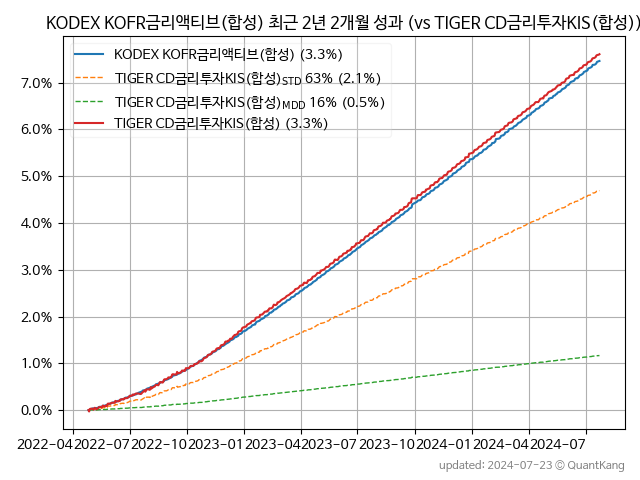 KODEX KOFR금리액티브(합성) 최근 2년 2개월 성과 (vs TIGER CD금리투자KIS(합성))
KODEX KOFR금리액티브(합성) (3.3%)
TIGER CD금리투자KIS(합성)STD 63% (2.1%)
TIGER CD금리투자KIS(합성)MDD 16% (0.5%)
TIGER CD금리투자KIS(합성) (3.3%)
7.0%
6.0%
5.0%
4.0%
3.0%
2.0%
1.0%
0.0%
2022-04 2022-07 2022-10 2023-01 2023-04 2023-07 2023-10 2024-01 2024-04 2024-07
updated: 2024-07-23 © QuantKang